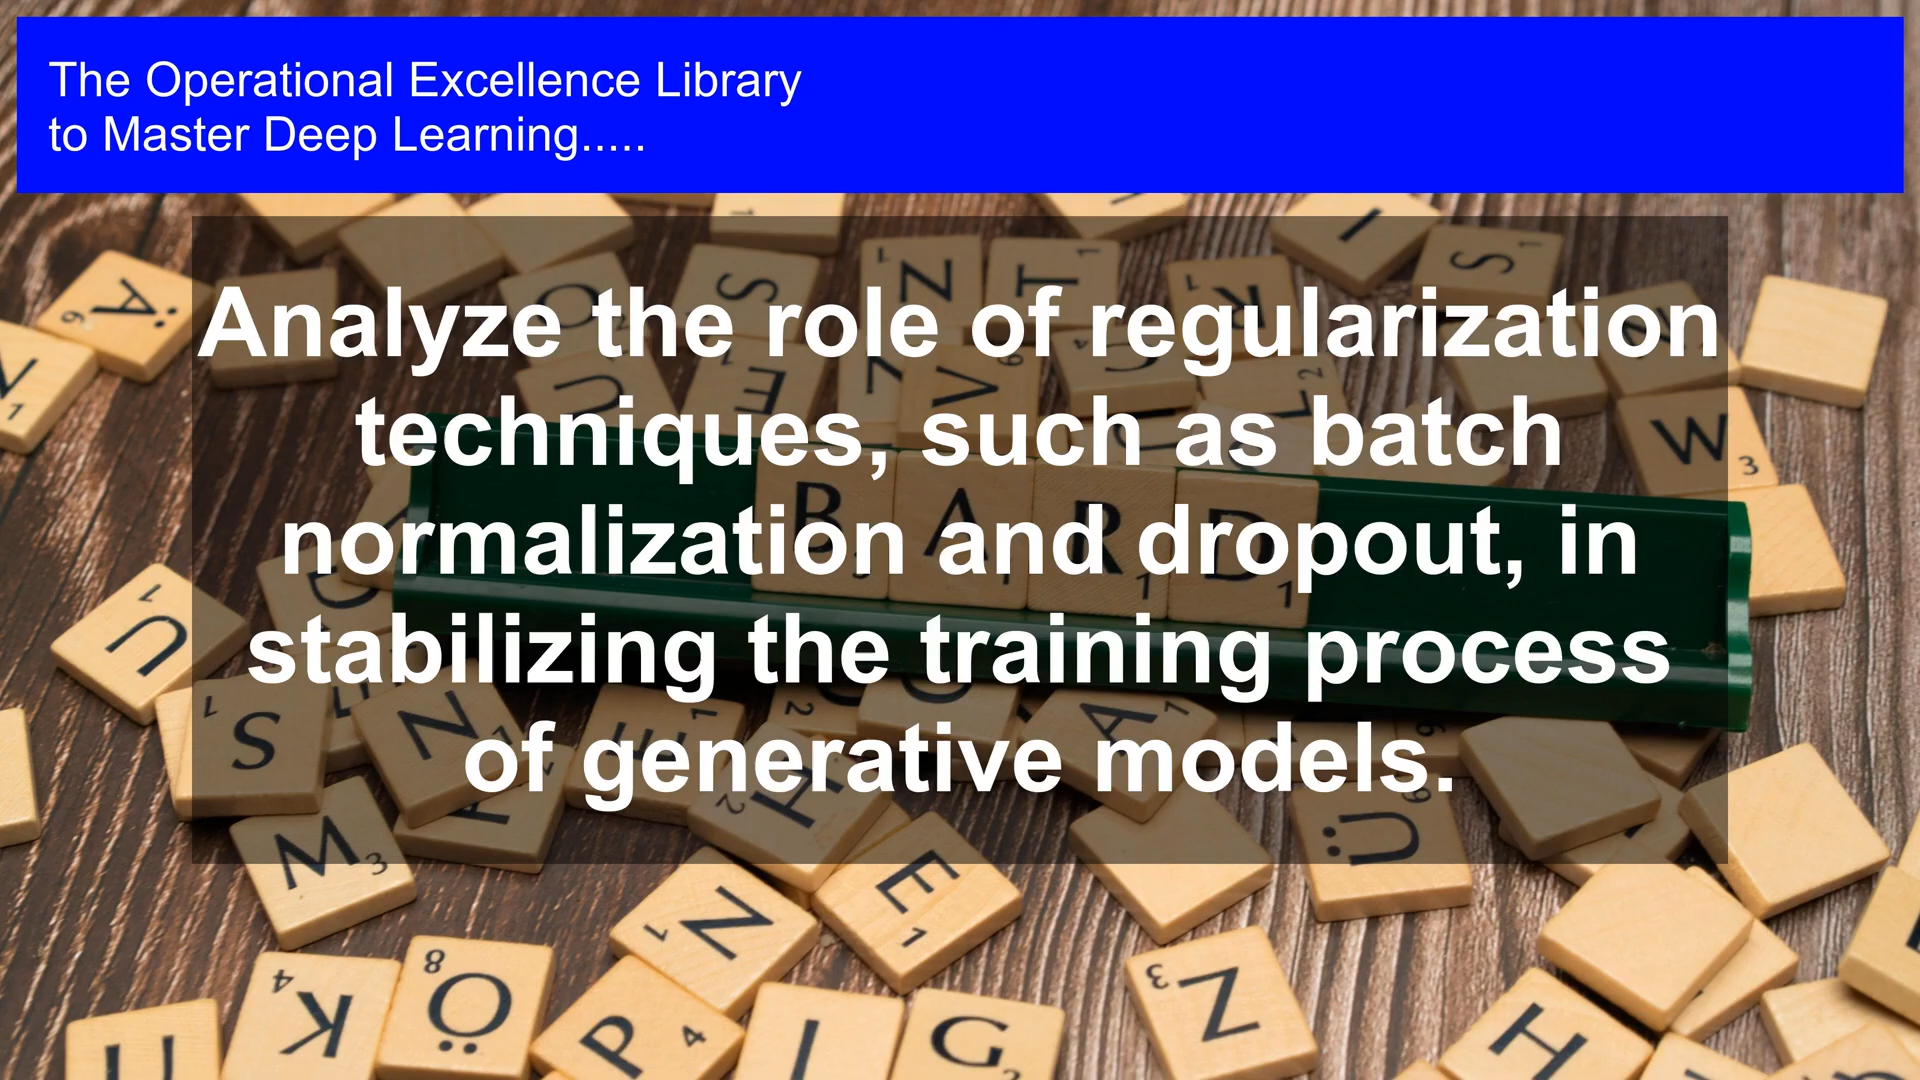 The Operational Excellence Library
to Master Deep Learning.....
Analyze the role of regularization
techniques, such as batch
normalization and dropout, in
stabilizing the training process
of generative models.
B A R D